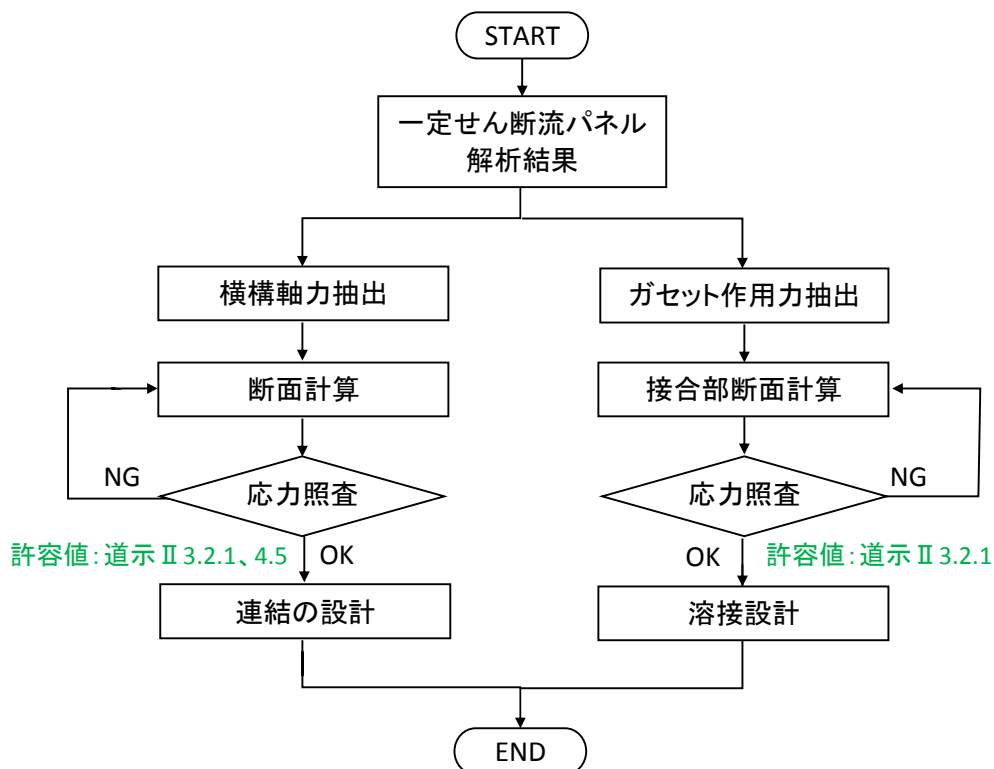 START
一定せん断流パネル
解析結果
横構軸力抽出
ガセット作用力抽出
断面計算
接合部断面計算
NG
応力照査
応力照査
NG
許容値：道示Ⅱ3.2.1、4.5
OK
OK
許容値：道示Ⅱ3.2.1
連結の設計
溶接設計
END